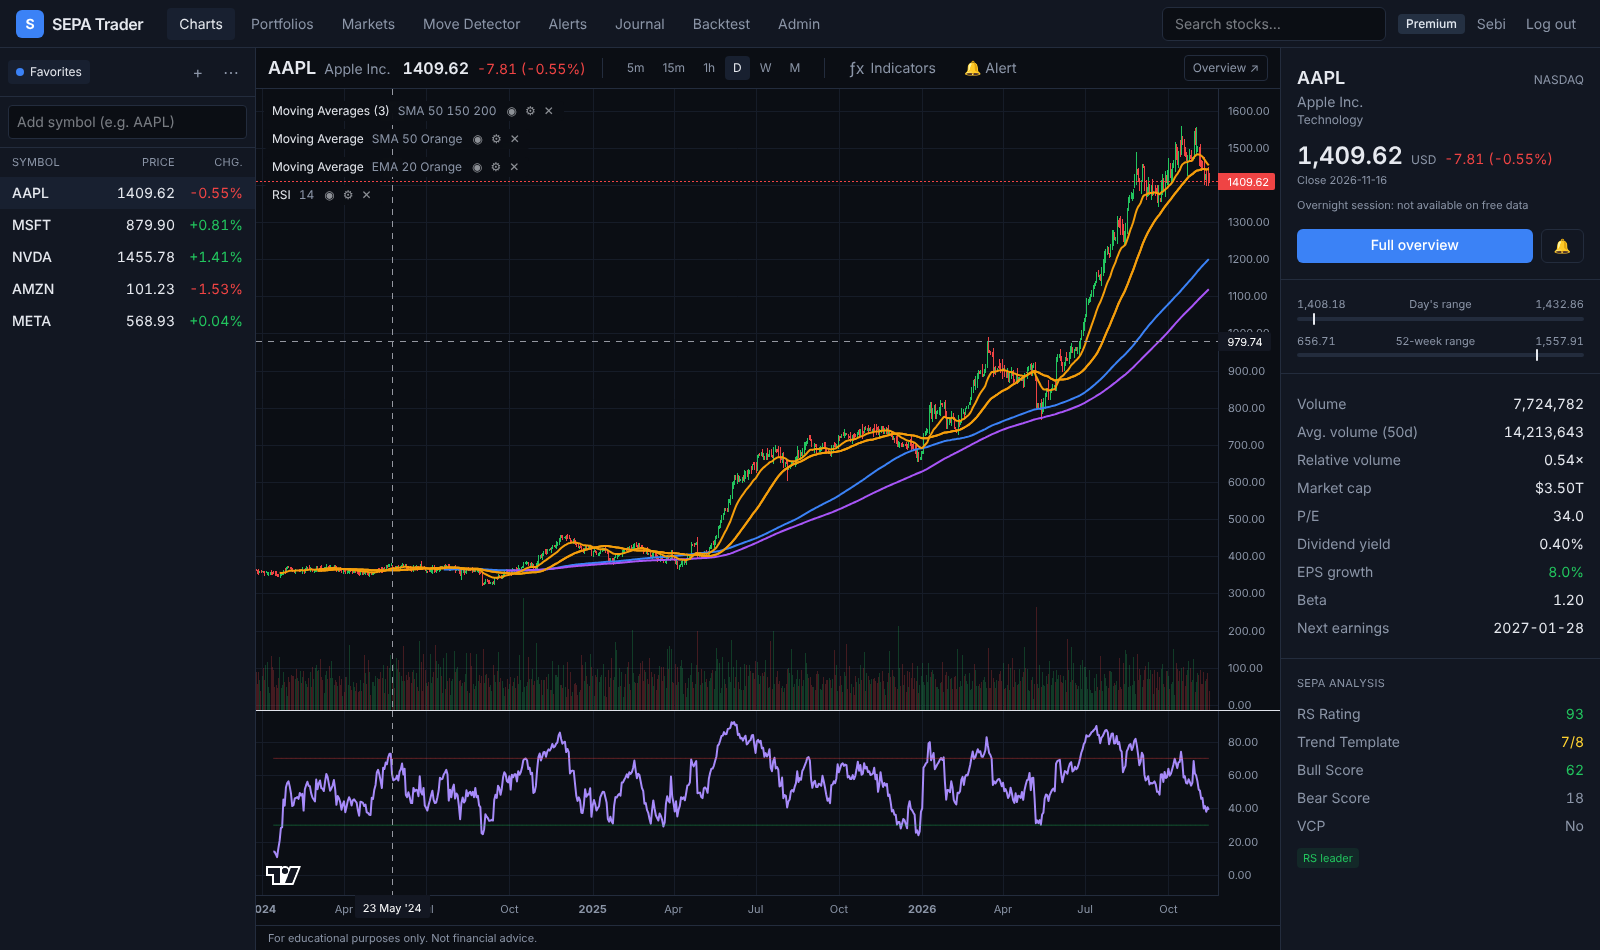 S SEPA Trader Charts Portfolios Markets Move Detector Alerts Journal Backtest Admin Search stocks... Premium Sebi Log out
Favorites + ...
Add symbol (e.g. AAPL)
SYMBOL PRICE CHG.
AAPL 1409.62 -0.55%
MSFT 879.90 +0.81%
NVDA 1455.78 +1.41%
AMZN 101.23 -1.53%
META 568.93 +0.04%
AAPL Apple Inc. 1409.62 -7.81 (-0.55%) 5m 15m 1h D W M ƒx Indicators 🔔 Alert Overview ↗
Moving Averages (3) SMA 50 150 200
Moving Average SMA 50 Orange
Moving Average EMA 20 Orange
RSI 14
1600.00
1500.00
1409.62
1300.00
1200.00
1100.00
1000.00
979.74
900.00
800.00
700.00
600.00
500.00
400.00
300.00
200.00
100.00
0.00
80.00
60.00
40.00
20.00
0.00
2024 Apr 23 May '24 Oct 2025 Apr Jul Oct 2026 Apr Jul Oct
For educational purposes only. Not financial advice.
AAPL NASDAQ
Apple Inc.
Technology
1,409.62 USD -7.81 (-0.55%)
Close 2026-11-16
Overnight session: not available on free data
Full overview
1,408.18 Day's range 1,432.86
656.71 52-week range 1,557.91
Volume 7,724,782
Avg. volume (50d) 14,213,643
Relative volume 0.54×
Market cap $3.50T
P/E 34.0
Dividend yield 0.40%
EPS growth 8.0%
Beta 1.20
Next earnings 2027-01-28
SEPA ANALYSIS
RS Rating 93
Trend Template 7/8
Bull Score 62
Bear Score 18
VCP No
RS leader